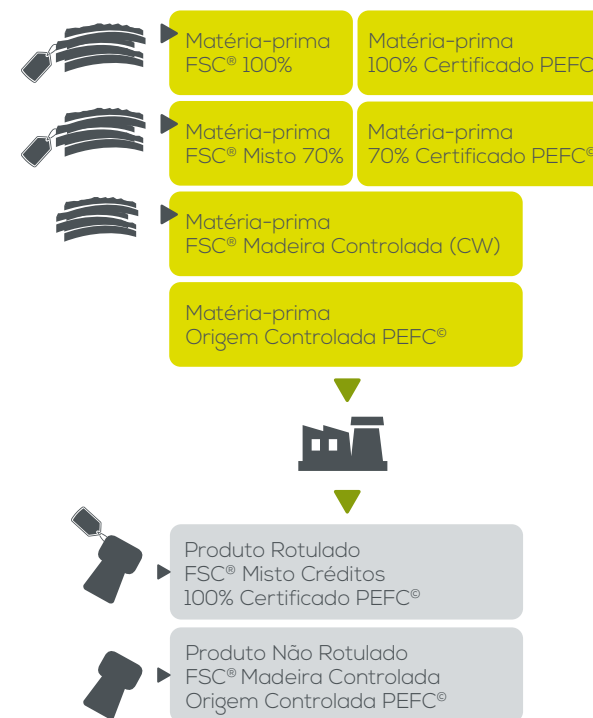 Matéria-prima
FSC® 100%
Matéria-prima
100% Certificado PEFC
Matéria-prima
FSC® Misto 70%
Matéria-prima
70% Certificado PEFC©
Matéria-prima
FSC® Madeira Controlada (CW)
Matéria-prima
Origem Controlada PEFC©
Produto Rotulado
FSC® Misto Créditos
100% Certificado PEFC©
Produto Não Rotulado
FSC® Madeira Controlada
Origem Controlada PEFC©